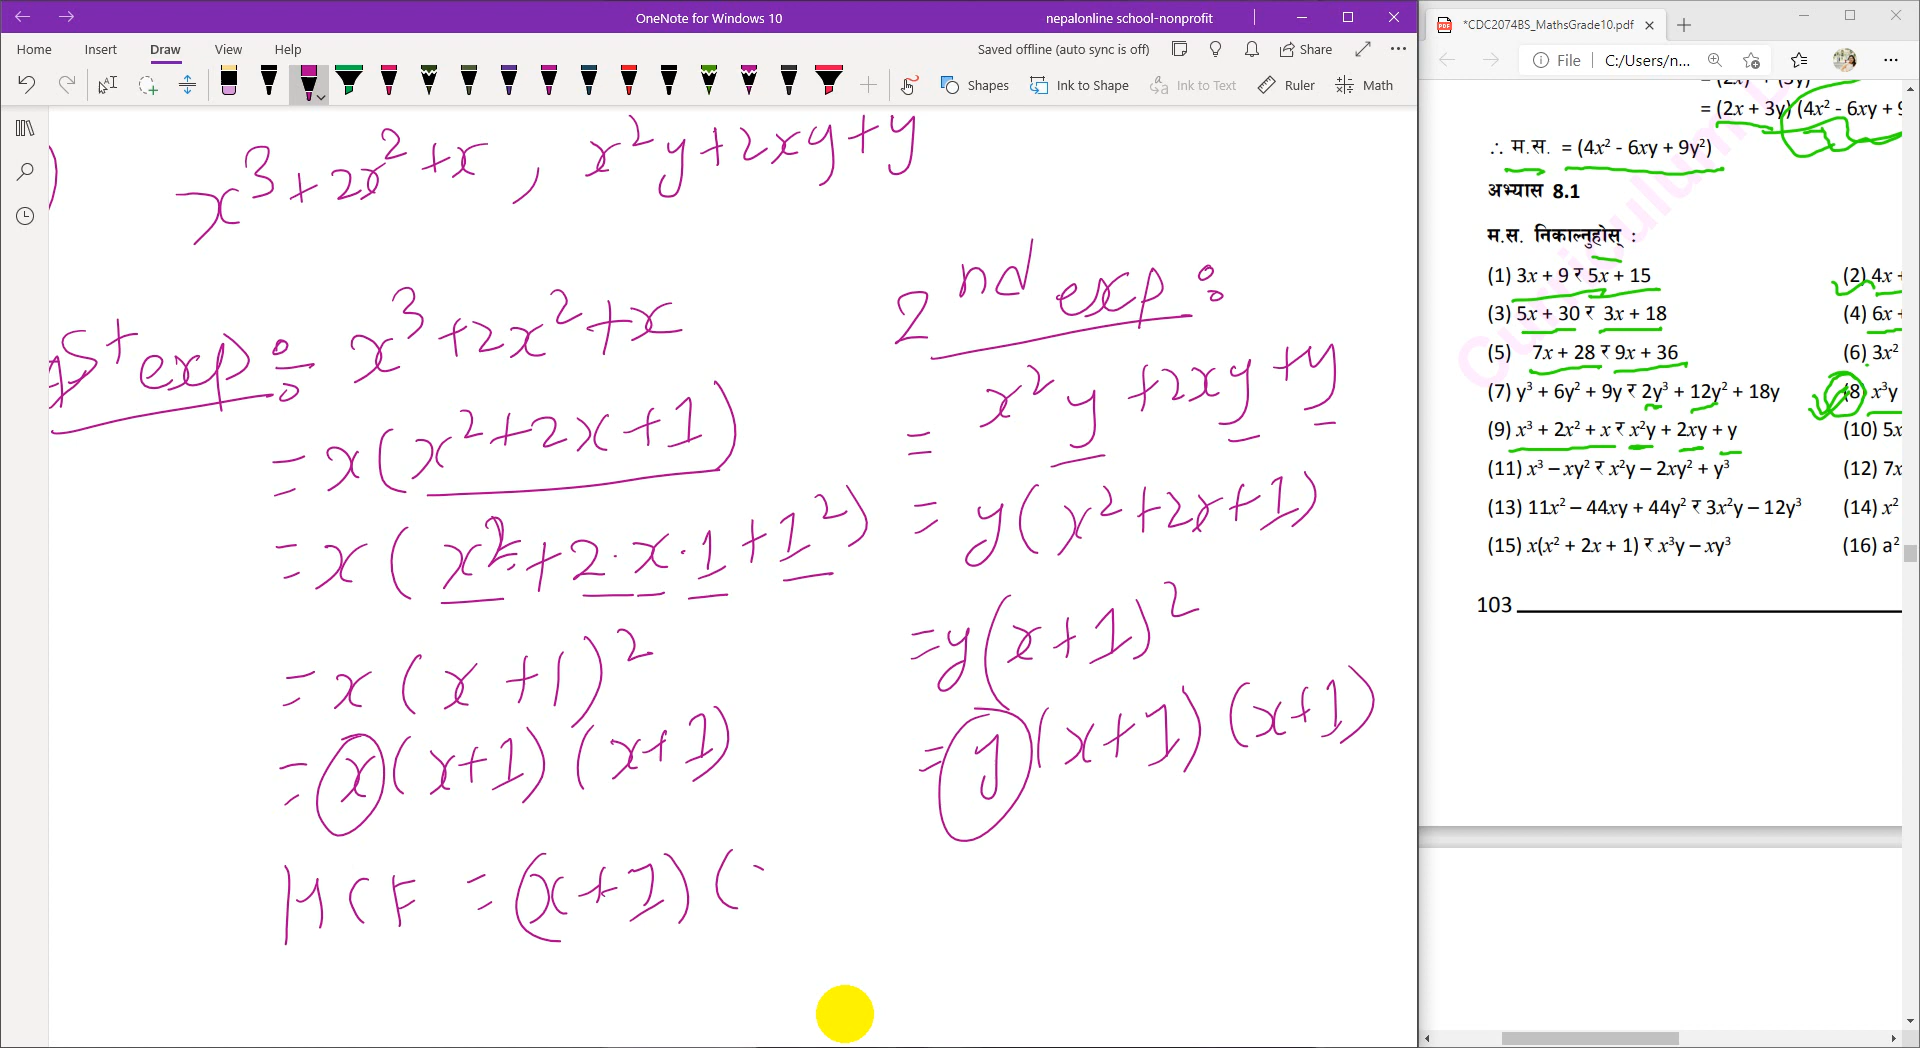 OneNote for Windows 10
nepalonline school-nonprofit
Home Insert Draw View Help
Saved offline (auto sync is off)
Share
Shapes Ink to Shape Ink to Text Ruler Math
x³+2x²+x , x²y+2xy+y
st exp: x³+2x²+x
= x(x²+2x+1)
= x(x²+2·x·1+1²)
= x(x+1)²
= x(x+1)(x+1)
HCF = (x+1)(
2nd exp:
= x²y+2xy+y
= y(x²+2x+1)
= y(x+1)²
= y(x+1)(x+1)
*CDC2074BS_MathsGrade10.pdf
File C:/Users/n...
= (2x + 3y) (4x² - 6xy + 9
∴ म.स. = (4x² - 6xy + 9y²)
अभ्यास 8.1
म.स. निकाल्नुहोस् :
(1) 3x + 9 र 5x + 15 (2) 4x +
(3) 5x + 30 र 3x + 18 (4) 6x +
(5) 7x + 28 र 9x + 36 (6) 3x²
(7) y³ + 6y² + 9y र 2y³ + 12y² + 18y (8) x³y
(9) x³ + 2x² + x र x²y + 2xy + y (10) 5x
(11) x³ – xy² र x²y – 2xy² + y³ (12) 7x
(13) 11x² – 44xy + 44y² र 3x²y – 12y³ (14) x²
(15) x(x² + 2x + 1) र x³y – xy³ (16) a²
103